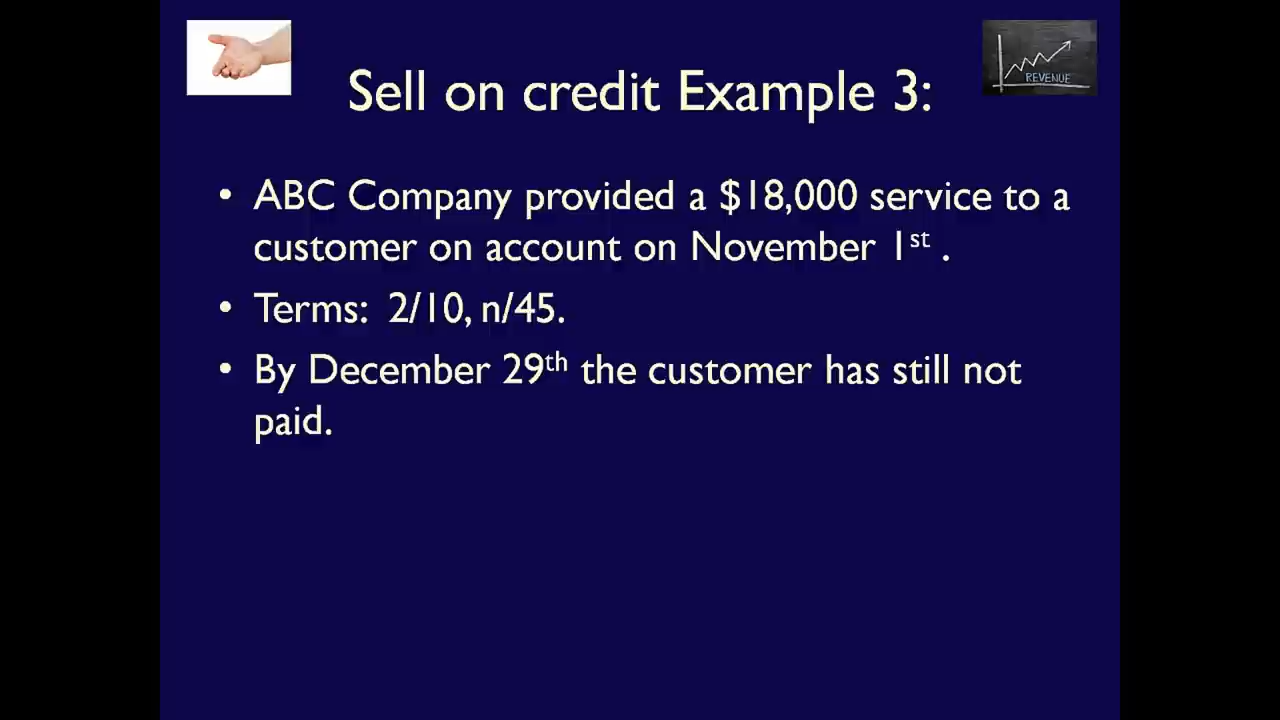 REVENUE
Sell on credit Example 3:
• ABC Company provided a $18,000 service to a
customer on account on November 1st .
• Terms: 2/10, n/45.
• By December 29th the customer has still not
paid.